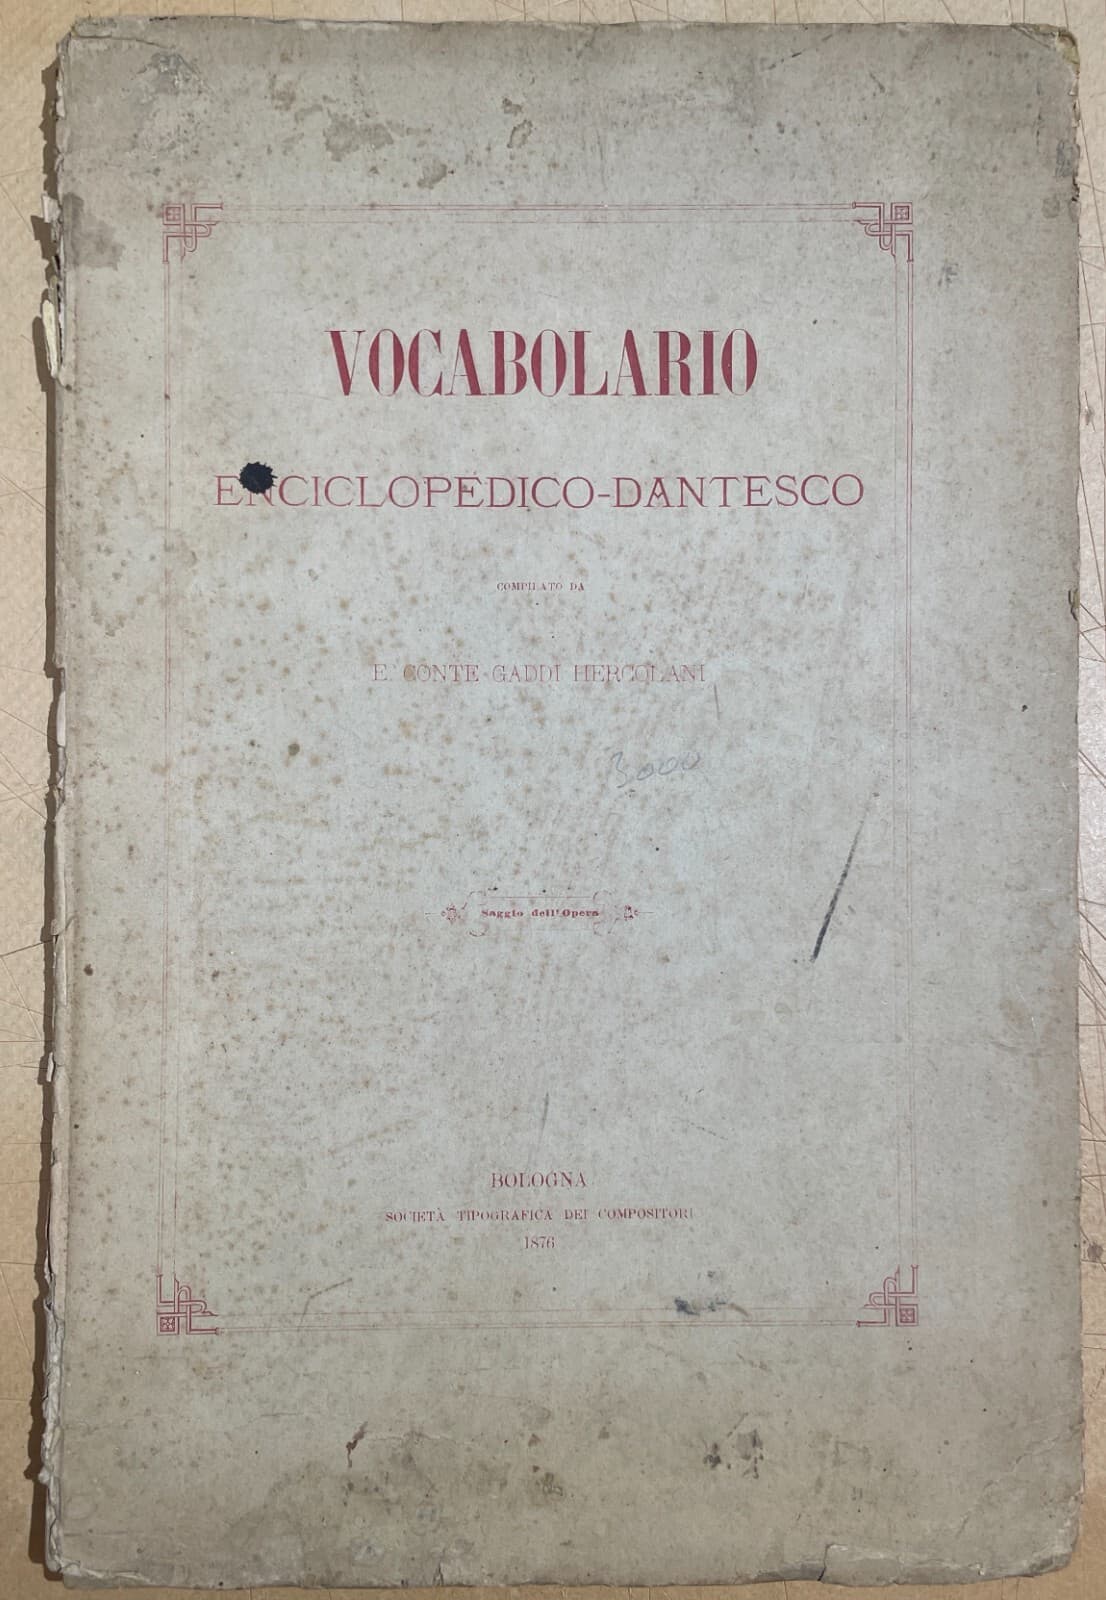 VOCABOLARIO
ENCICLOPEDICO-DANTESCO
COMPILATO DA
E. CONTE GADDI HERCOLANI
3000
Saggio dell'Opera
BOLOGNA
SOCIETÀ TIPOGRAFICA DEI COMPOSITORI
1876